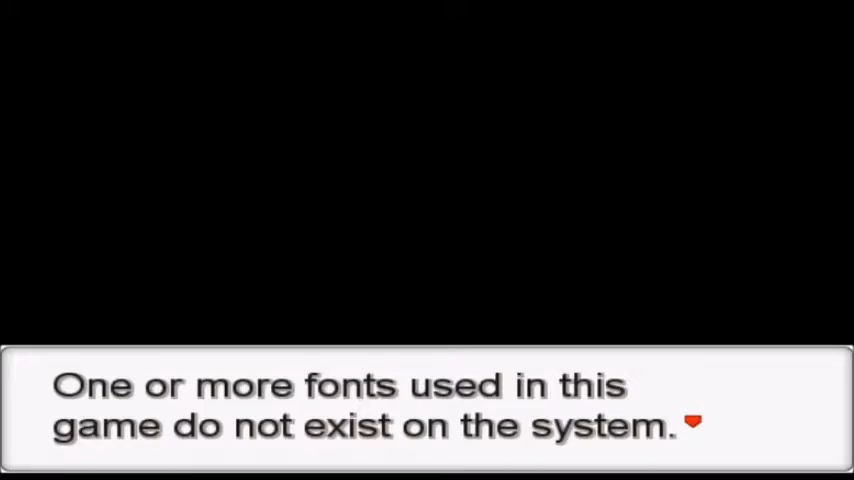 One or more fonts used in this
game do not exist on the system.